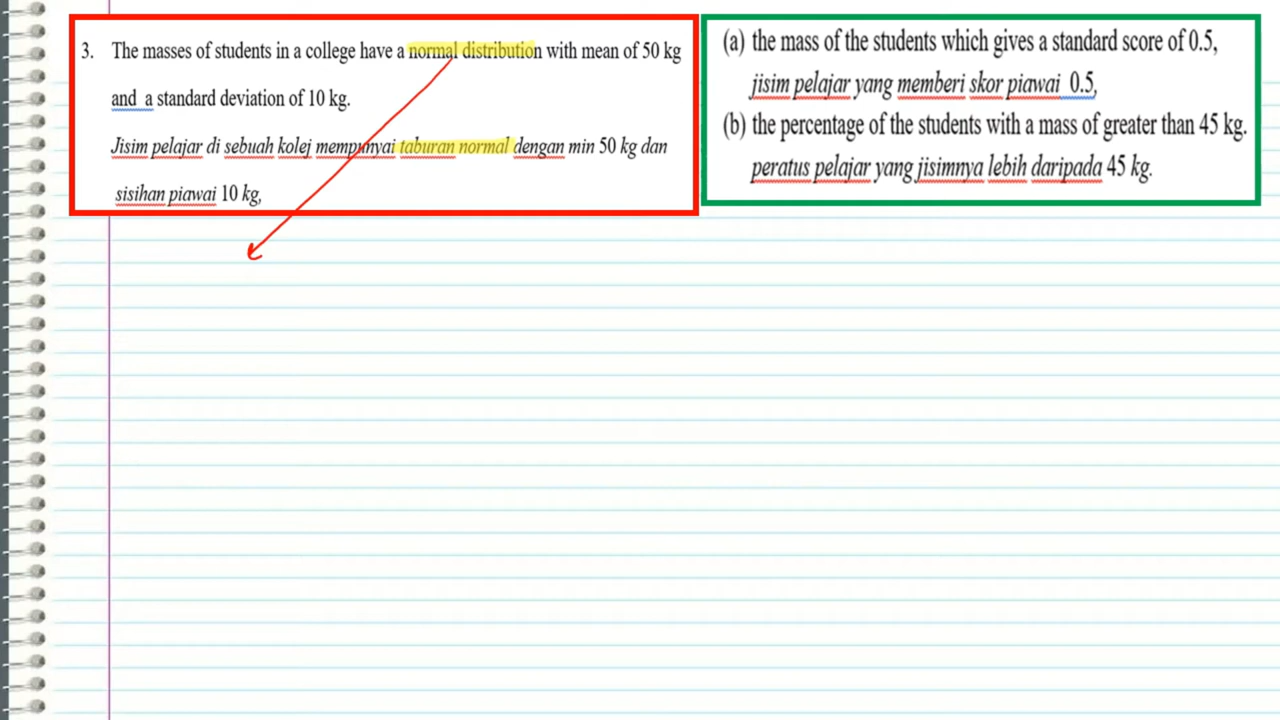 3. The masses of students in a college have a normal distribution with mean of 50 kg
and a standard deviation of 10 kg.
Jisim pelajar di sebuah kolej mempunyai taburan normal dengan min 50 kg dan
sisihan piawai 10 kg,
(a) the mass of the students which gives a standard score of 0.5,
jisim pelajar yang memberi skor piawai 0.5,
(b) the percentage of the students with a mass of greater than 45 kg.
peratus pelajar yang jisimnya lebih daripada 45 kg.